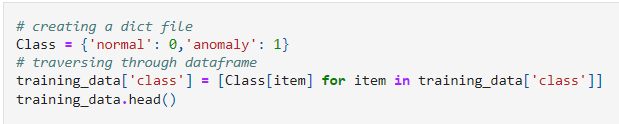 # creating a dict file
Class = {'normal': 0,'anomaly': 1}
# traversing through dataframe
training_data['class'] = [Class[item] for item in training_data['class']]
training_data.head()